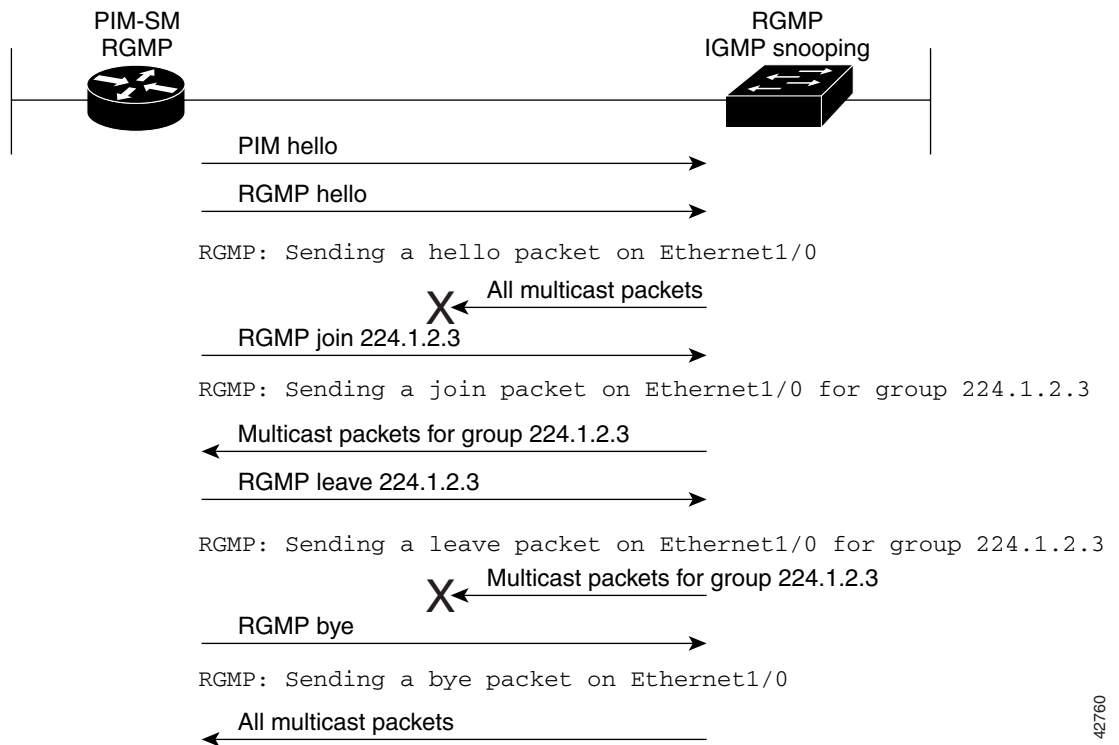 PIM-SM
RGMP
RGMP
IGMP snooping
PIM hello
RGMP hello
RGMP: Sending a hello packet on Ethernet1/0
All multicast packets
X
RGMP join 224.1.2.3
RGMP: Sending a join packet on Ethernet1/0 for group 224.1.2.3
Multicast packets for group 224.1.2.3
RGMP leave 224.1.2.3
RGMP: Sending a leave packet on Ethernet1/0 for group 224.1.2.3
Multicast packets for group 224.1.2.3
X
RGMP bye
RGMP: Sending a bye packet on Ethernet1/0
All multicast packets
42760